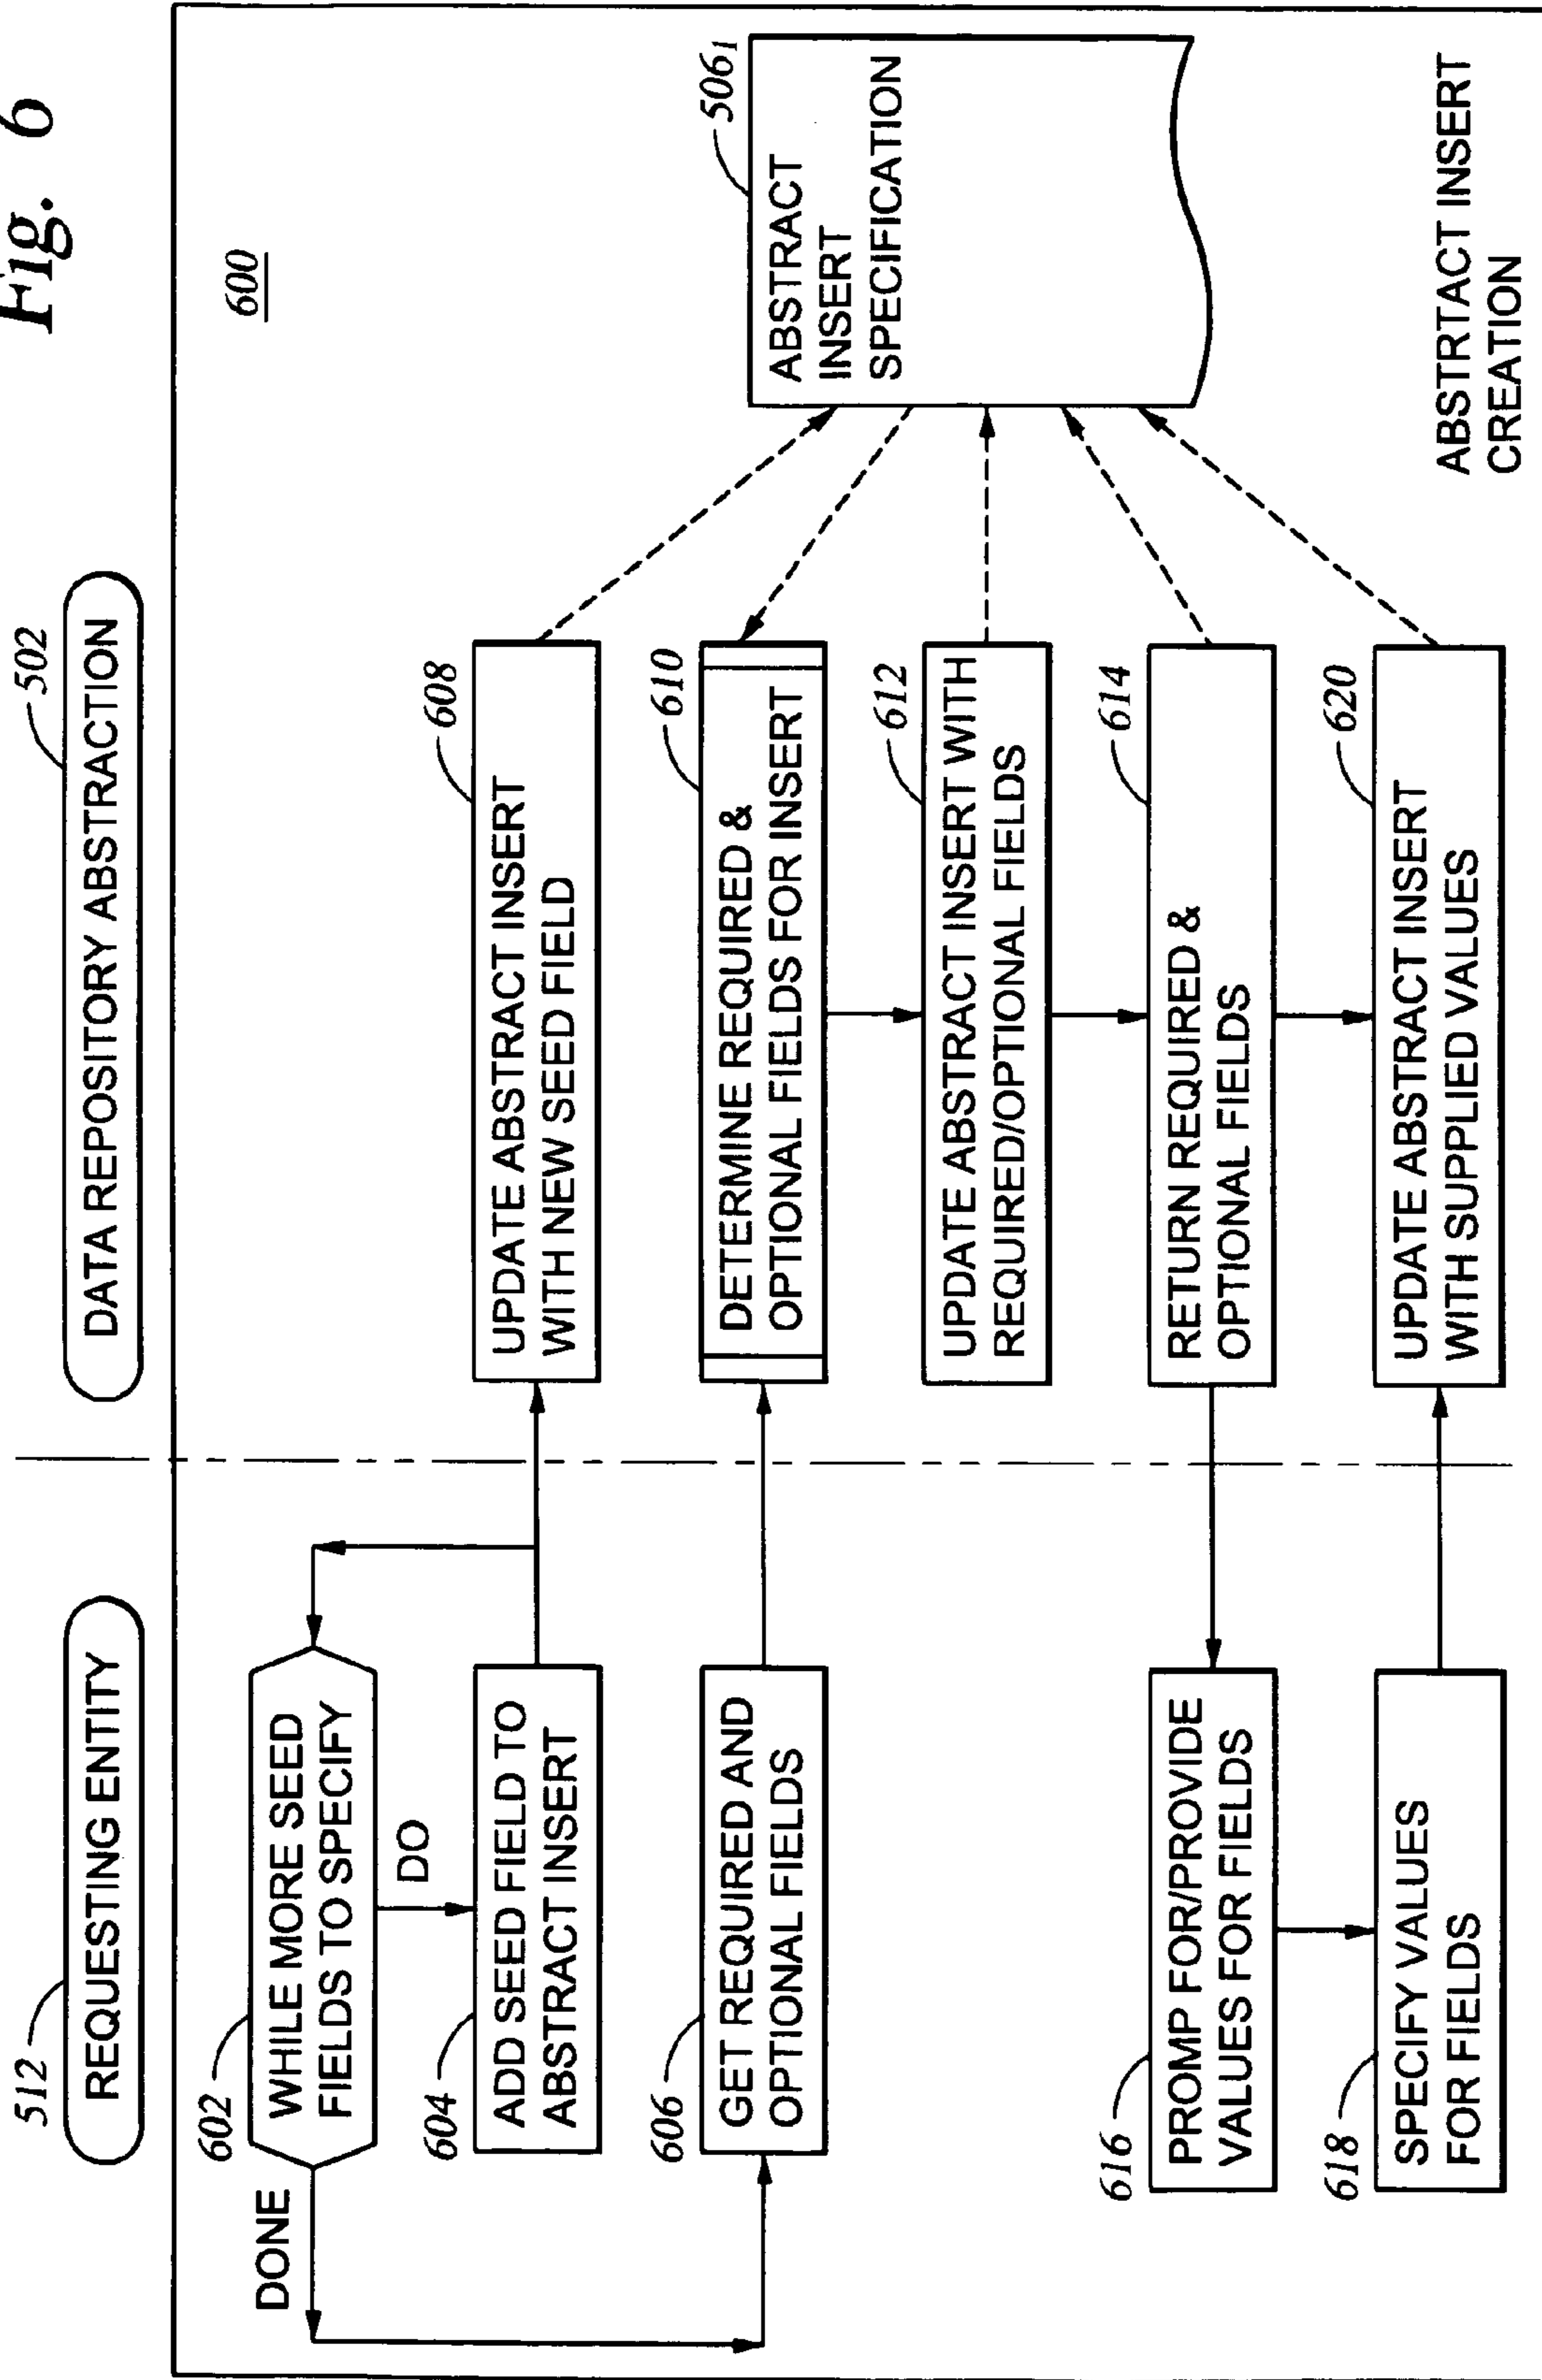 Fig. 6
512
REQUESTING ENTITY
502
DATA REPOSITORY ABSTRACTION
600
602
WHILE MORE SEED
FIELDS TO SPECIFY
DONE
DO
604
ADD SEED FIELD TO
ABSTRACT INSERT
608
UPDATE ABSTRACT INSERT
WITH NEW SEED FIELD
506₁
ABSTRACT
INSERT
SPECIFICATION
606
GET REQUIRED AND
OPTIONAL FIELDS
610
DETERMINE REQUIRED &
OPTIONAL FIELDS FOR INSERT
612
UPDATE ABSTRACT INSERT WITH
REQUIRED/OPTIONAL FIELDS
614
RETURN REQUIRED &
OPTIONAL FIELDS
616
PROMP FOR/PROVIDE
VALUES FOR FIELDS
618
SPECIFY VALUES
FOR FIELDS
620
UPDATE ABSTRACT INSERT
WITH SUPPLIED VALUES
ABSTRTACT INSERT
CREATION